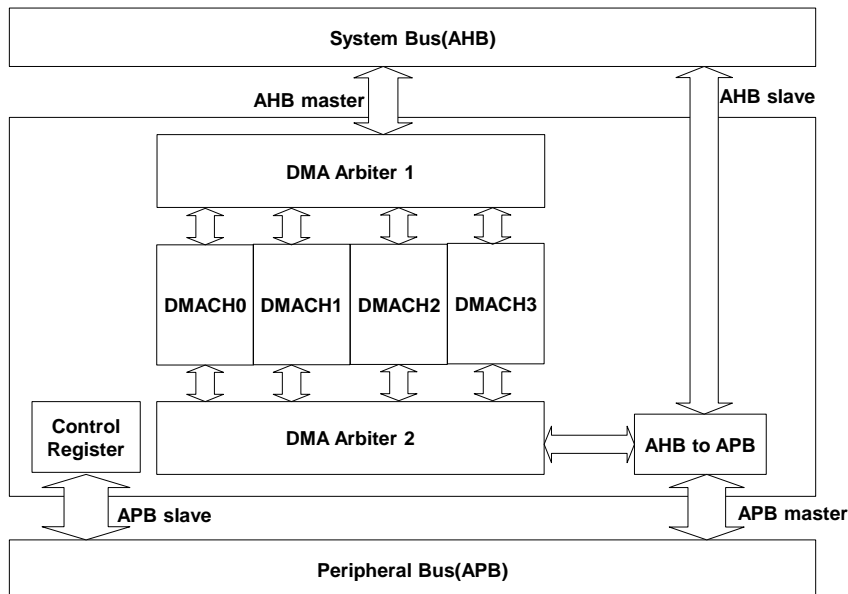 System Bus(AHB)
AHB master
AHB slave
DMA Arbiter 1
DMACH0
DMACH1
DMACH2
DMACH3
Control
Register
DMA Arbiter 2
AHB to APB
APB slave
APB master
Peripheral Bus(APB)